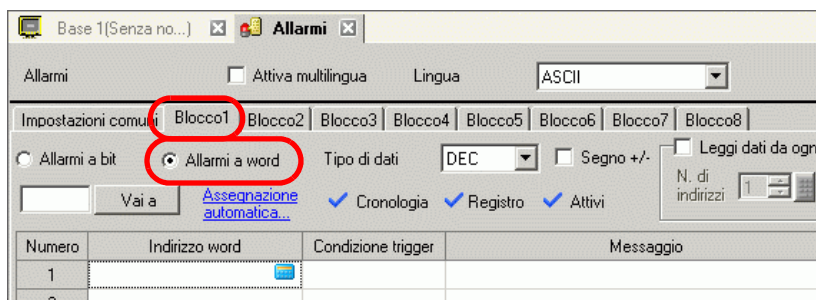 Base 1(Senza no...) Allarmi
Allarmi Attiva multilingua Lingua ASCII
Impostazioni comuni Blocco1 Blocco2 Blocco3 Blocco4 Blocco5 Blocco6 Blocco7 Blocco8
Allarmi a bit Allarmi a word Tipo di dati DEC Segno +/- Leggi dati da ogn
Vai a Assegnazione automatica... Cronologia Registro Attivi N. di indirizzi 1
Numero Indirizzo word Condizione trigger Messaggio
1